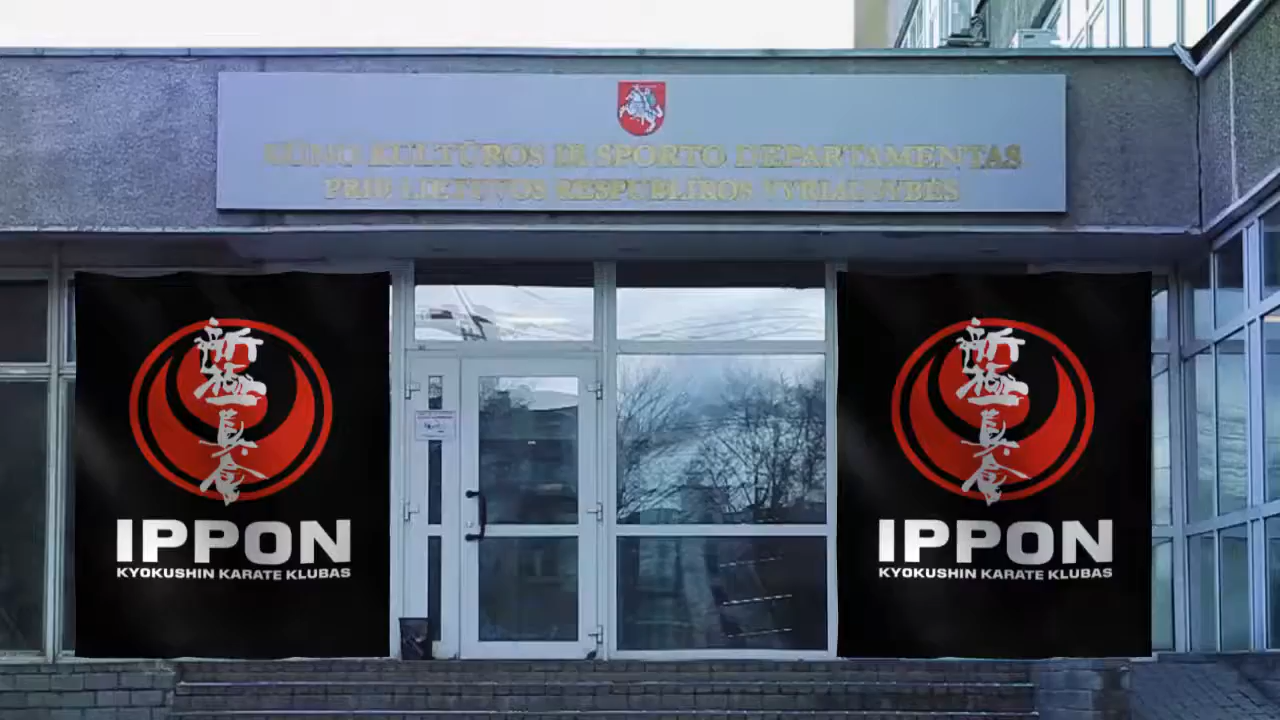 KŪNO KULTŪROS IR SPORTO DEPARTAMENTAS
PRIE LIETUVOS RESPUBLIKOS VYRIAUSYBĖS
新極真会
IPPON
KYOKUSHIN KARATE KLUBAS
新極真会
IPPON
KYOKUSHIN KARATE KLUBAS